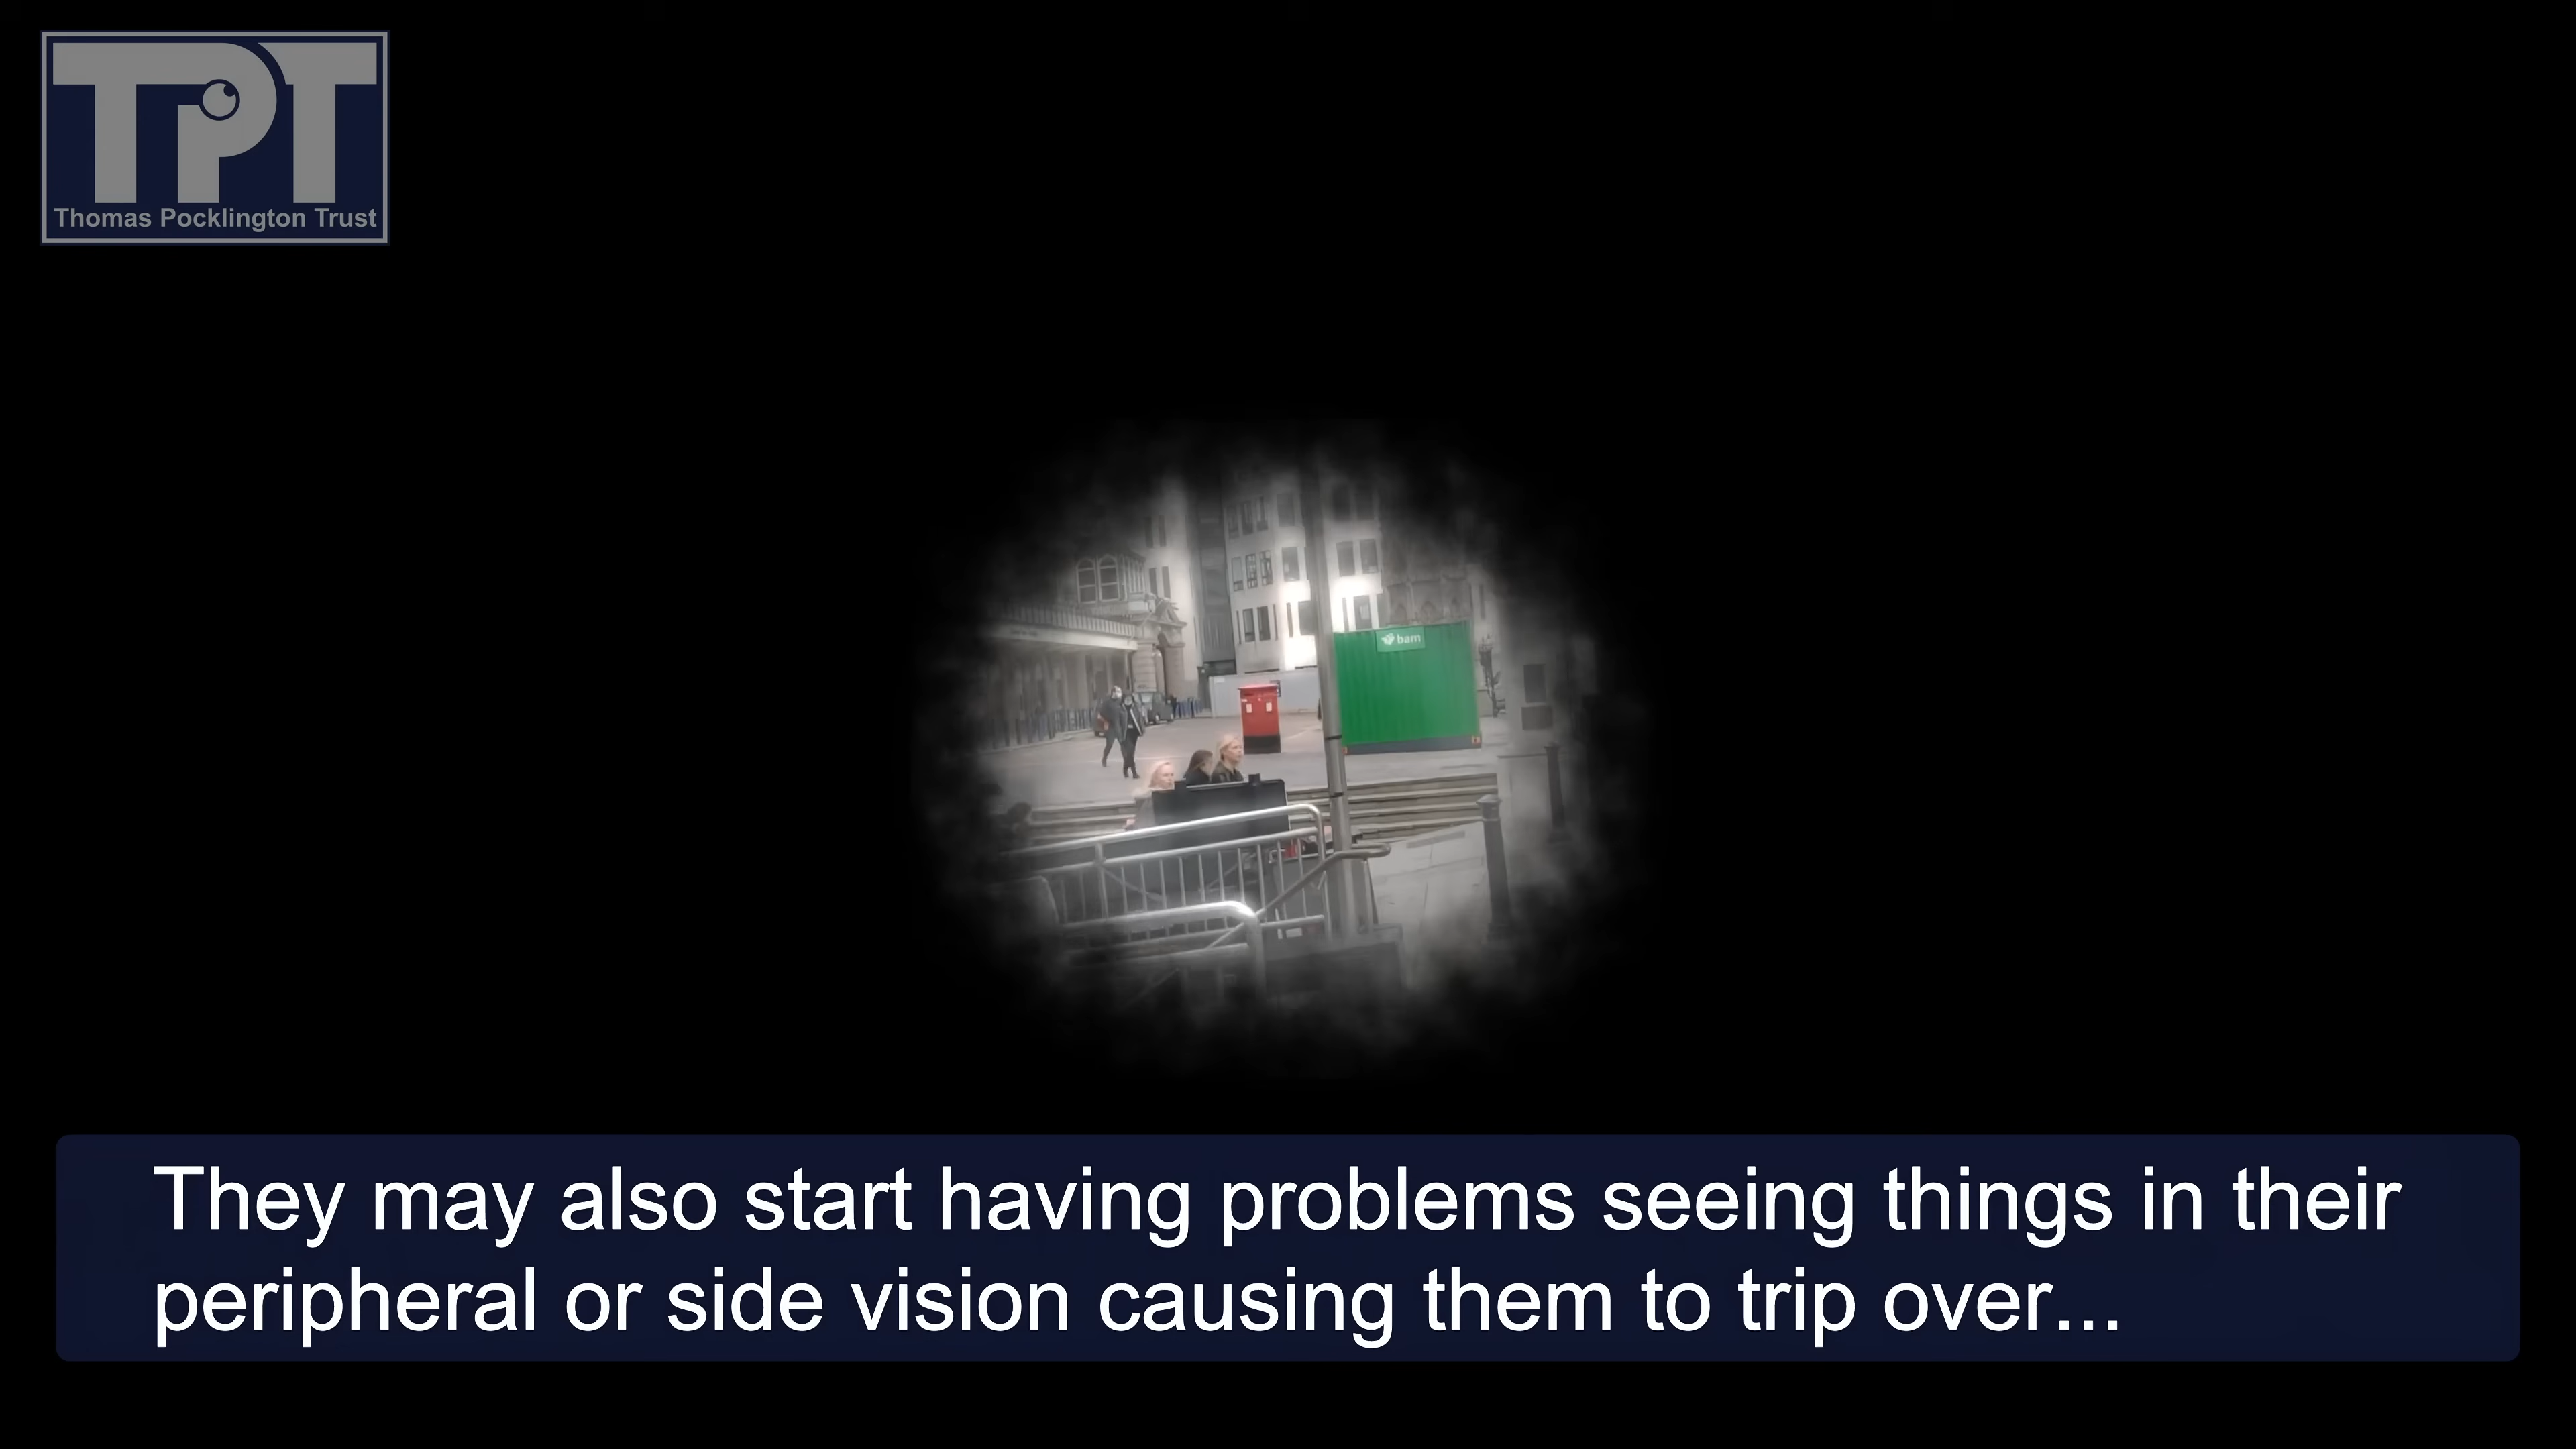 TPT
Thomas Pocklington Trust
bam
They may also start having problems seeing things in their
peripheral or side vision causing them to trip over...